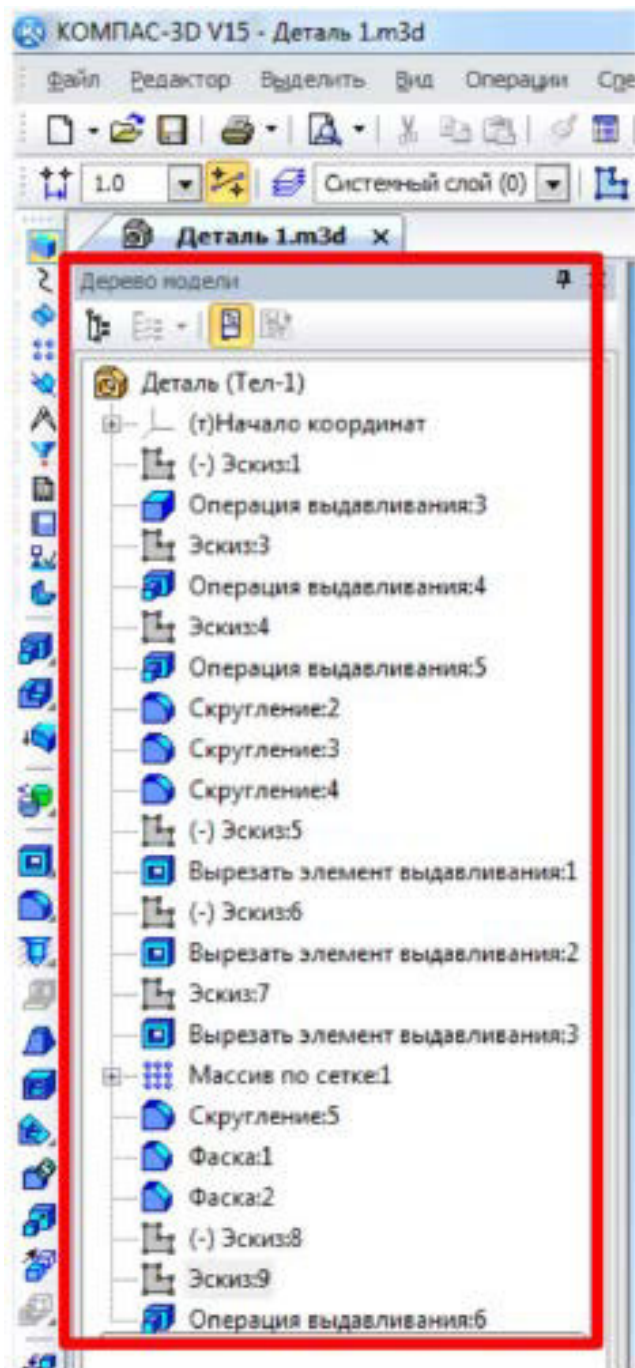 КОМПАС-3D V15 - Деталь 1.m3d
Файл Редактор Выделить Вид Операции Спе
1.0 Системный слой (0)
Деталь 1.m3d x
Дерево модели
Деталь (Тел-1)
(т)Начало координат
(-) Эскиз:1
Операция выдавливания:3
Эскиз:3
Операция выдавливания:4
Эскиз:4
Операция выдавливания:5
Скругление:2
Скругление:3
Скругление:4
(-) Эскиз:5
Вырезать элемент выдавливания:1
(-) Эскиз:6
Вырезать элемент выдавливания:2
Эскиз:7
Вырезать элемент выдавливания:3
Массив по сетке:1
Скругление:5
Фаска:1
Фаска:2
(-) Эскиз:8
Эскиз:9
Операция выдавливания:6